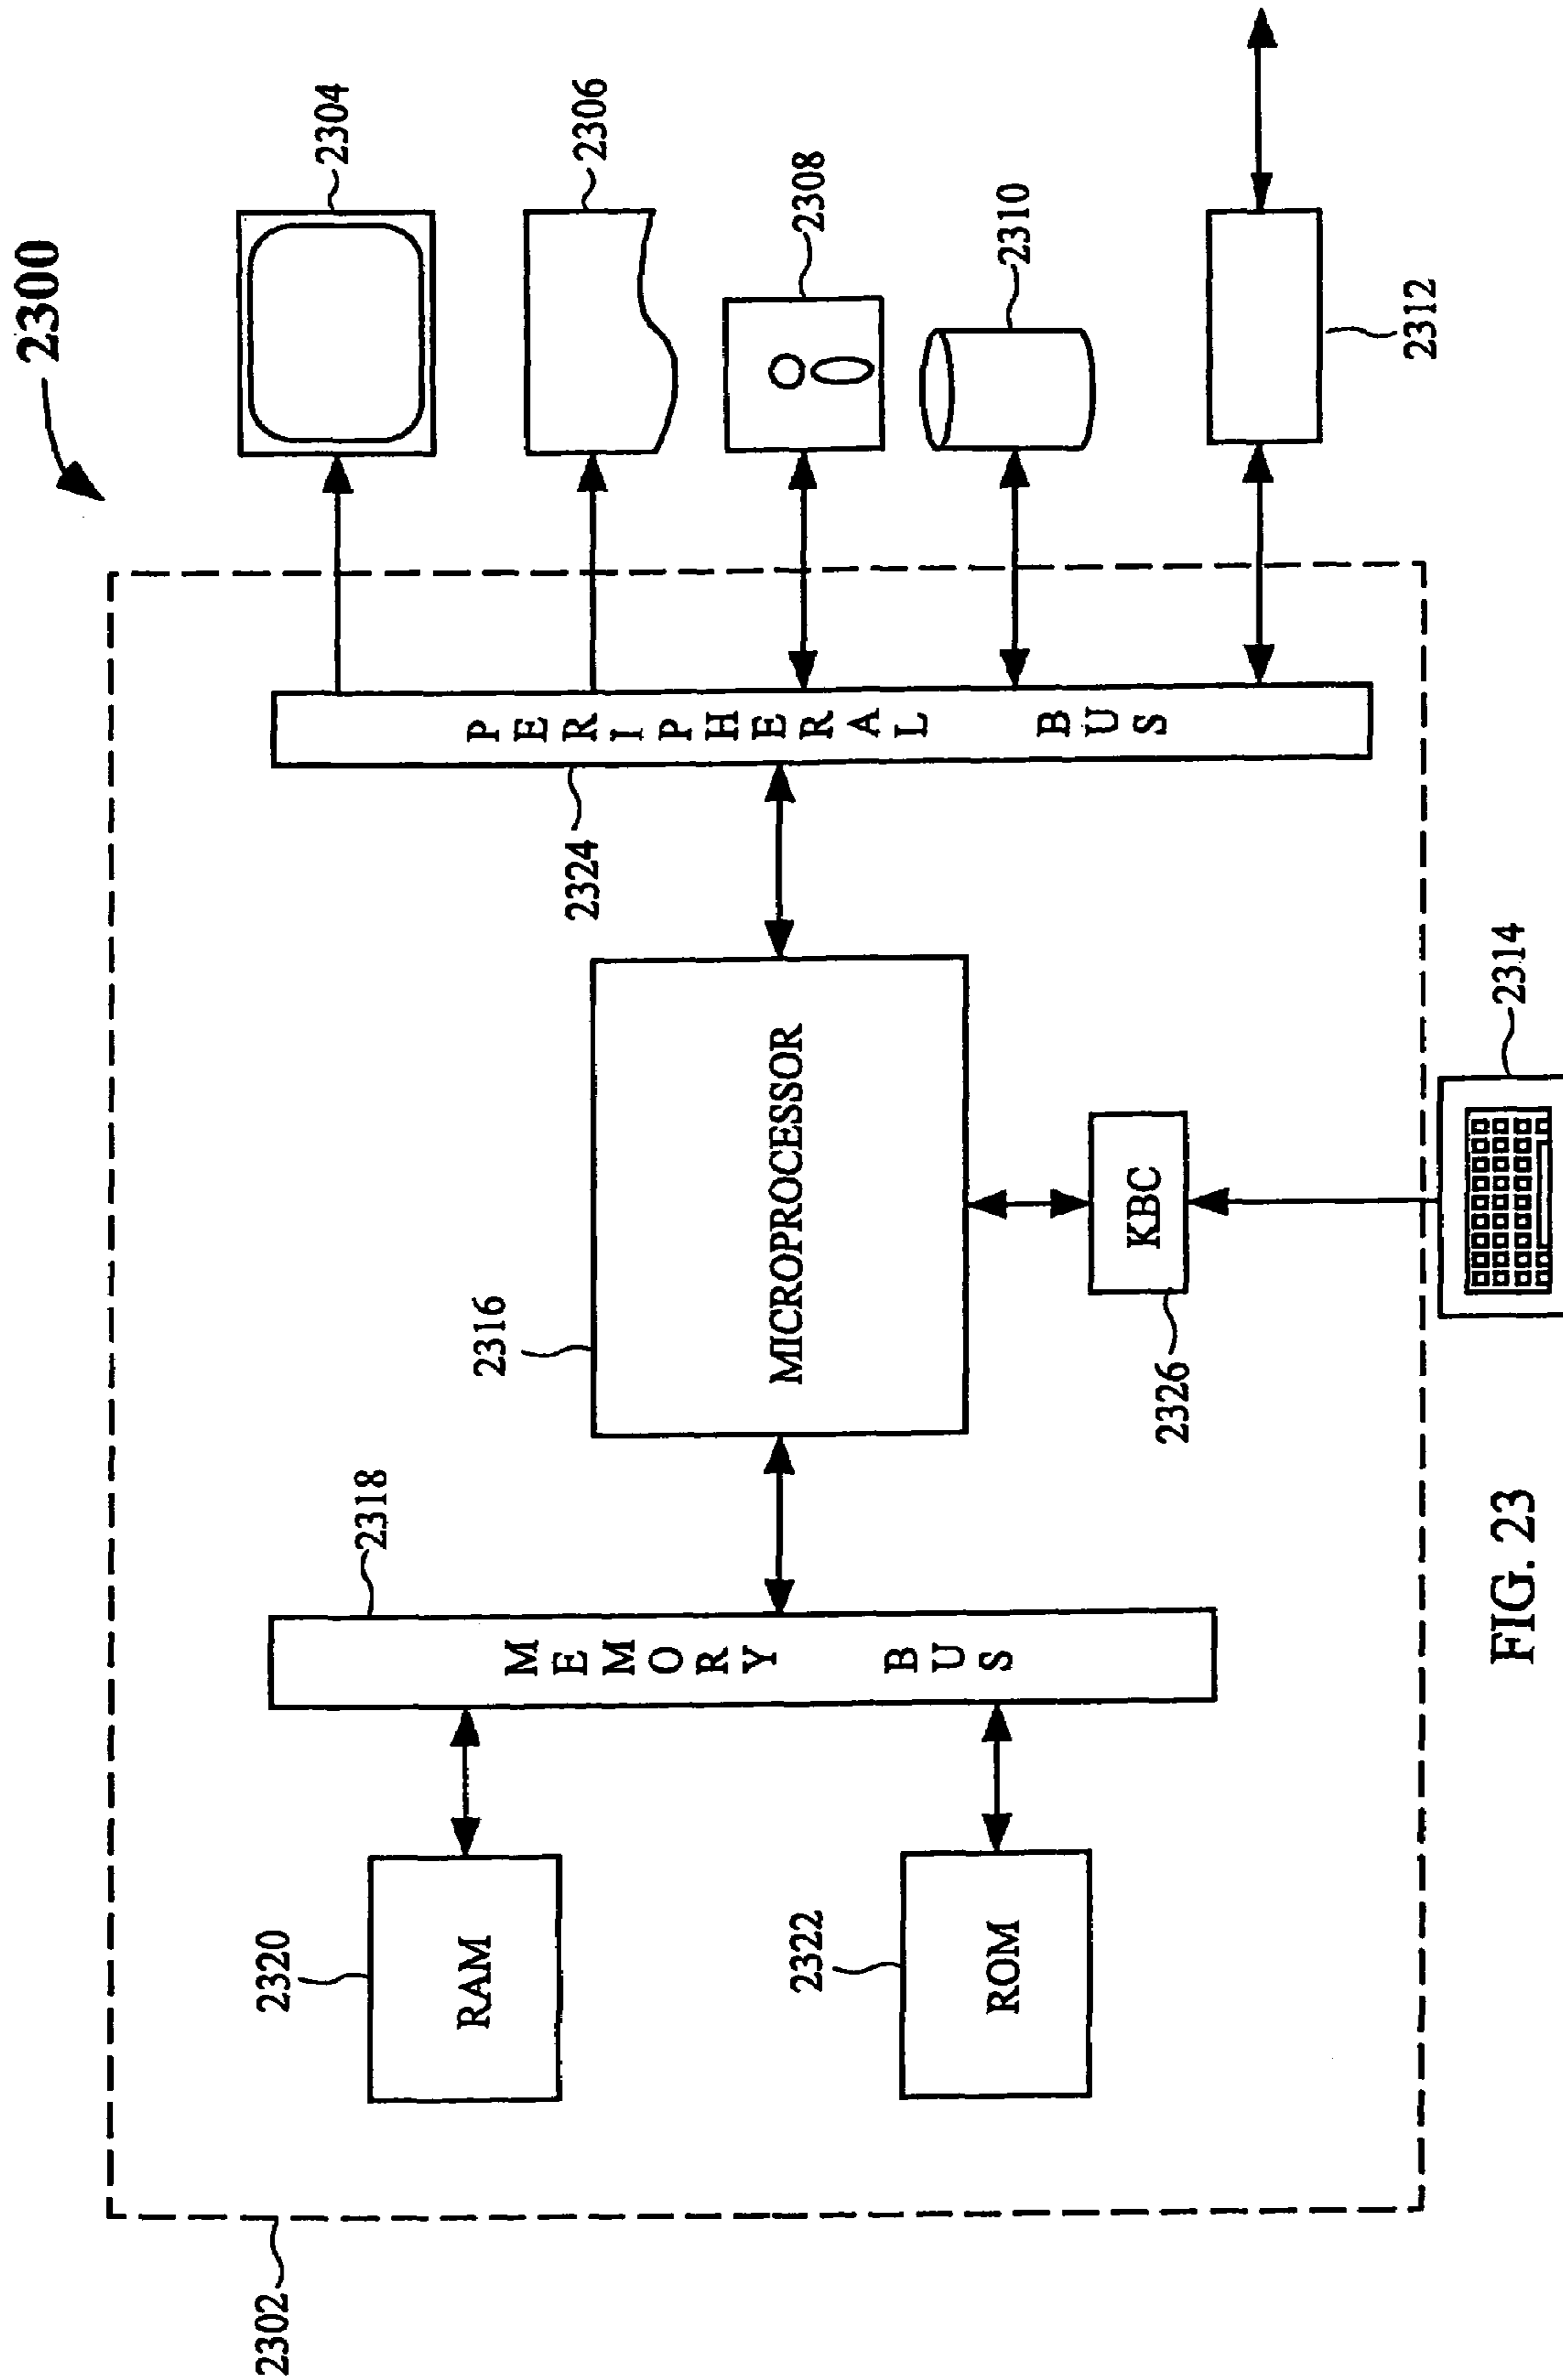 2300
2302
2320
RAM
2322
ROM
2318
MEMORY BUS
2316
MICROPROCESSOR
2326
KBC
2314
2324
PERIPHERAL BUS
2304
2306
2308
2310
2312
FIG. 23